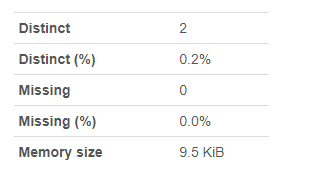 Distinct 2
Distinct (%) 0.2%
Missing 0
Missing (%) 0.0%
Memory size 9.5 KiB